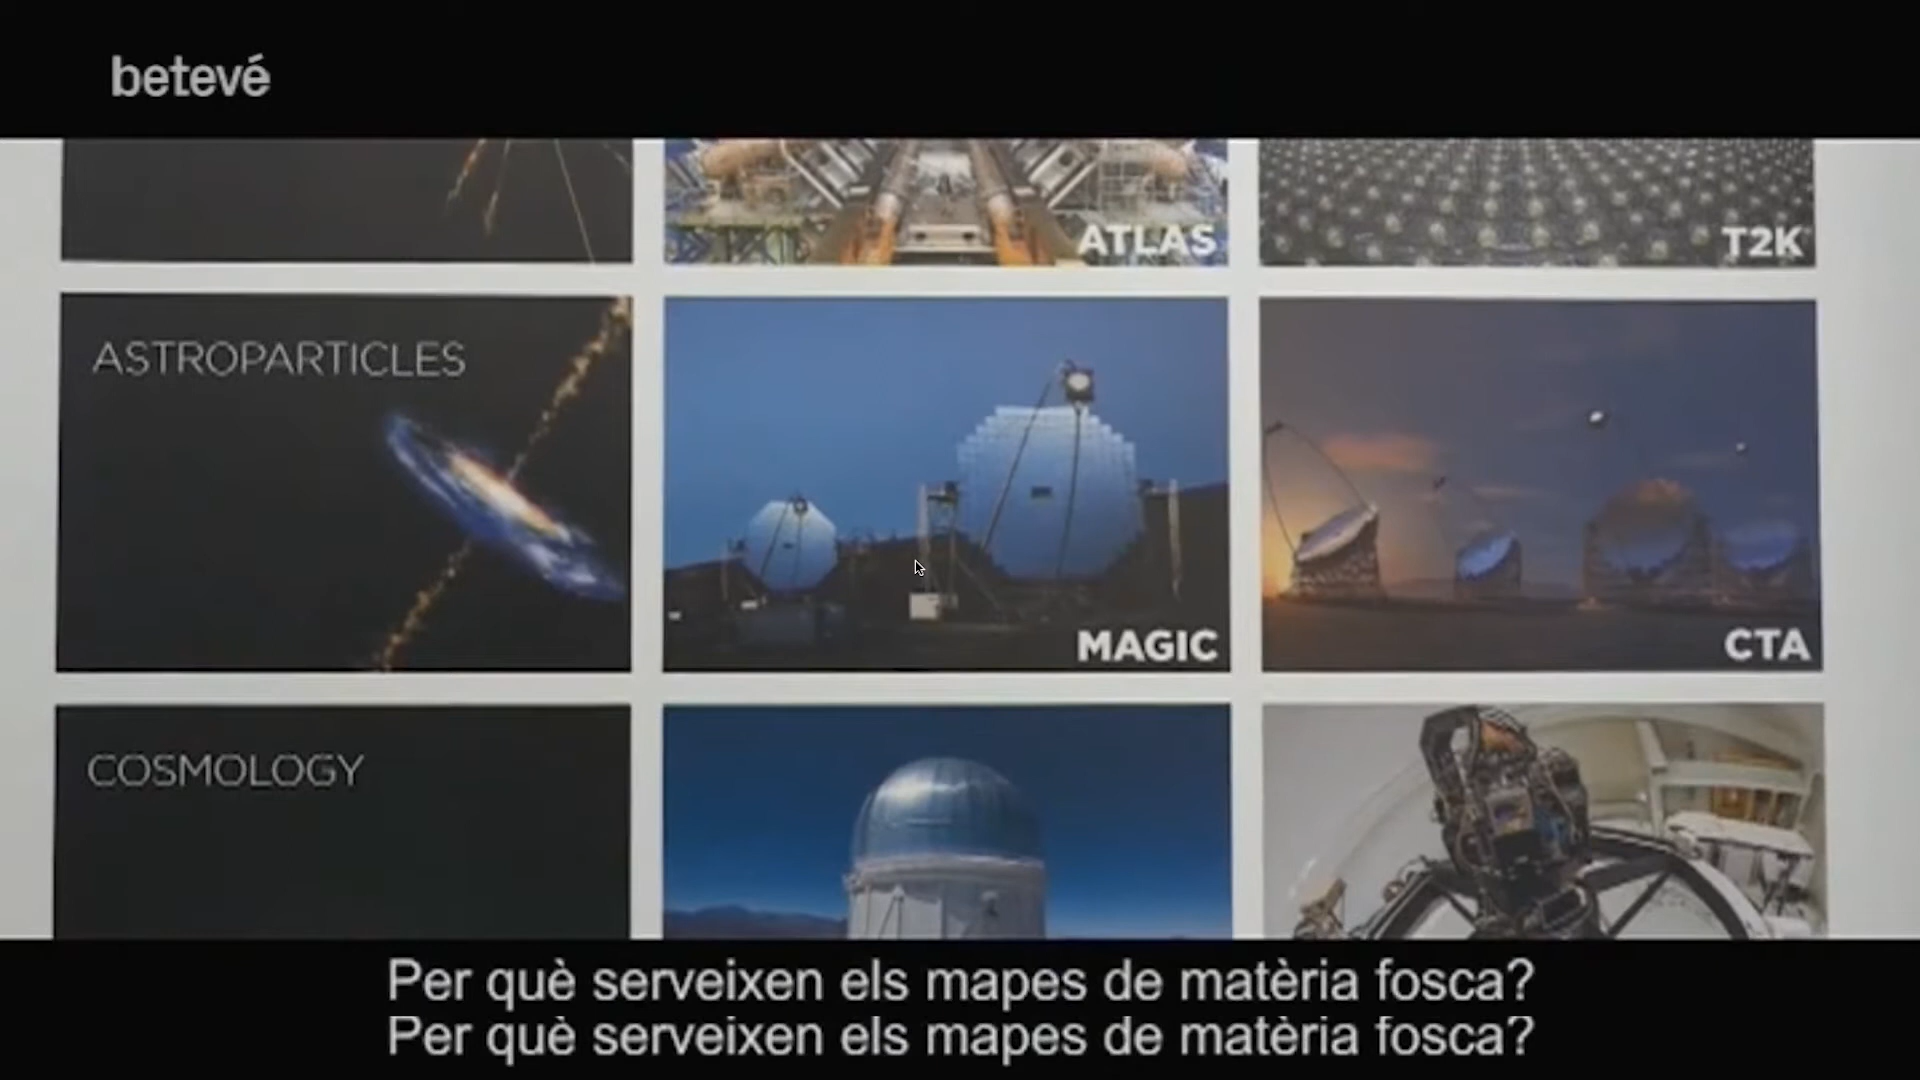 betevé
ATLAS
T2K
ASTROPARTICLES
MAGIC
CTA
COSMOLOGY
Per què serveixen els mapes de matèria fosca?
Per què serveixen els mapes de matèria fosca?